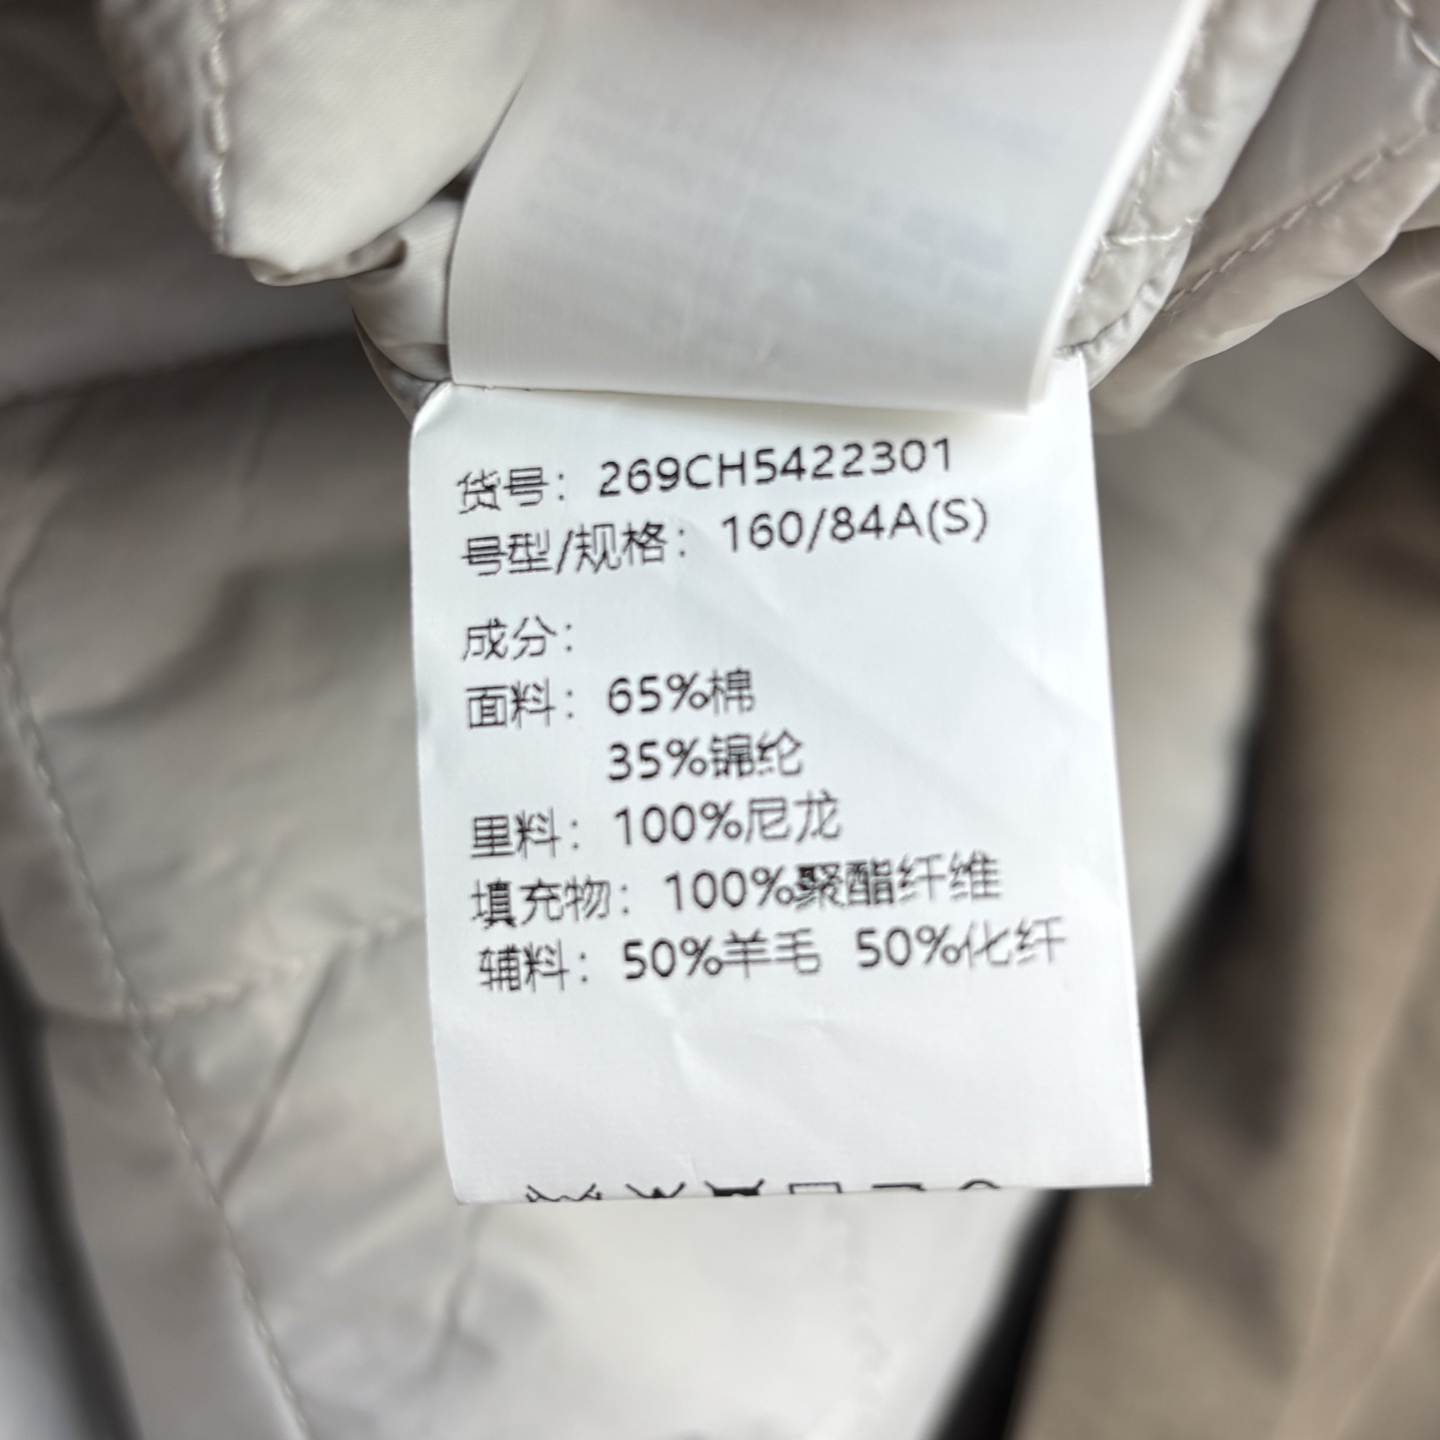 货号：269CH5422301
号型/规格：160/84A(S)
成分：
面料：65%棉
35%锦纶
里料：100%尼龙
填充物：100%聚酯纤维
辅料：50%羊毛 50%化纤